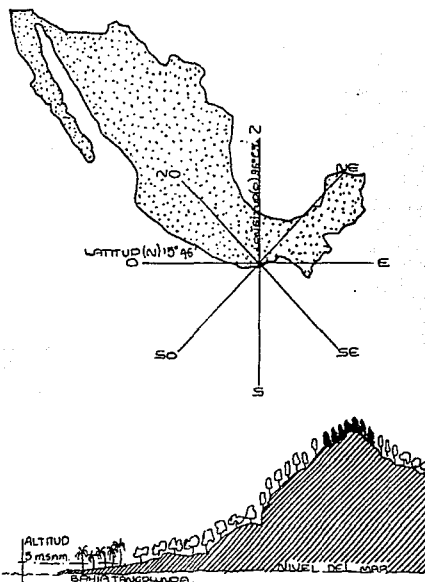 N
NO
NE
LATITUD (N) 15° 46'
O
E
SO
SE
S
ALTITUD
5 msnm.
BAHIA TANGOLUNDA.
NIVEL DEL MAR